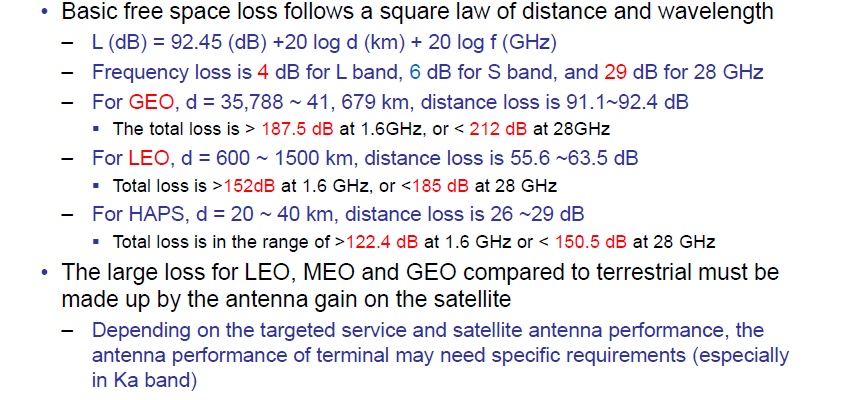 • Basic free space loss follows a square law of distance and wavelength
– L (dB) = 92.45 (dB) +20 log d (km) + 20 log f (GHz)
– Frequency loss is 4 dB for L band, 6 dB for S band, and 29 dB for 28 GHz
– For GEO, d = 35,788 ~ 41, 679 km, distance loss is 91.1~92.4 dB
▪ The total loss is > 187.5 dB at 1.6GHz, or < 212 dB at 28GHz
– For LEO, d = 600 ~ 1500 km, distance loss is 55.6 ~63.5 dB
▪ Total loss is >152dB at 1.6 GHz, or <185 dB at 28 GHz
– For HAPS, d = 20 ~ 40 km, distance loss is 26 ~29 dB
▪ Total loss is in the range of >122.4 dB at 1.6 GHz or < 150.5 dB at 28 GHz
• The large loss for LEO, MEO and GEO compared to terrestrial must be
made up by the antenna gain on the satellite
– Depending on the targeted service and satellite antenna performance, the
antenna performance of terminal may need specific requirements (especially
in Ka band)